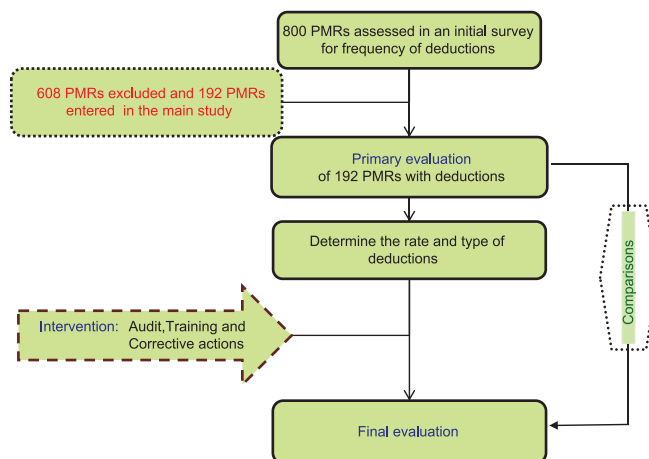 800 PMRs assessed in an initial survey
for frequency of deductions
608 PMRs excluded and 192 PMRs
entered in the main study
Primary evaluation
of 192 PMRs with deductions
Determine the rate and type of
deductions
Intervention: Audit,Training and
Corrective actions
Comparisons
Final evaluation